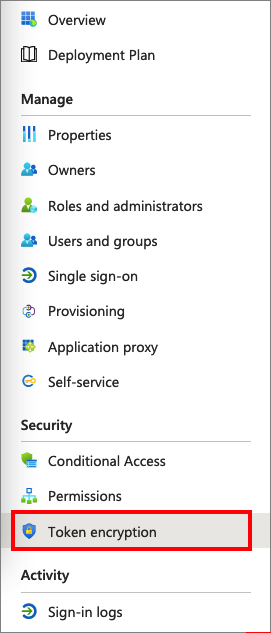 Overview
Deployment Plan
Manage
Properties
Owners
Roles and administrators
Users and groups
Single sign-on
Provisioning
Application proxy
Self-service
Security
Conditional Access
Permissions
Token encryption
Activity
Sign-in logs